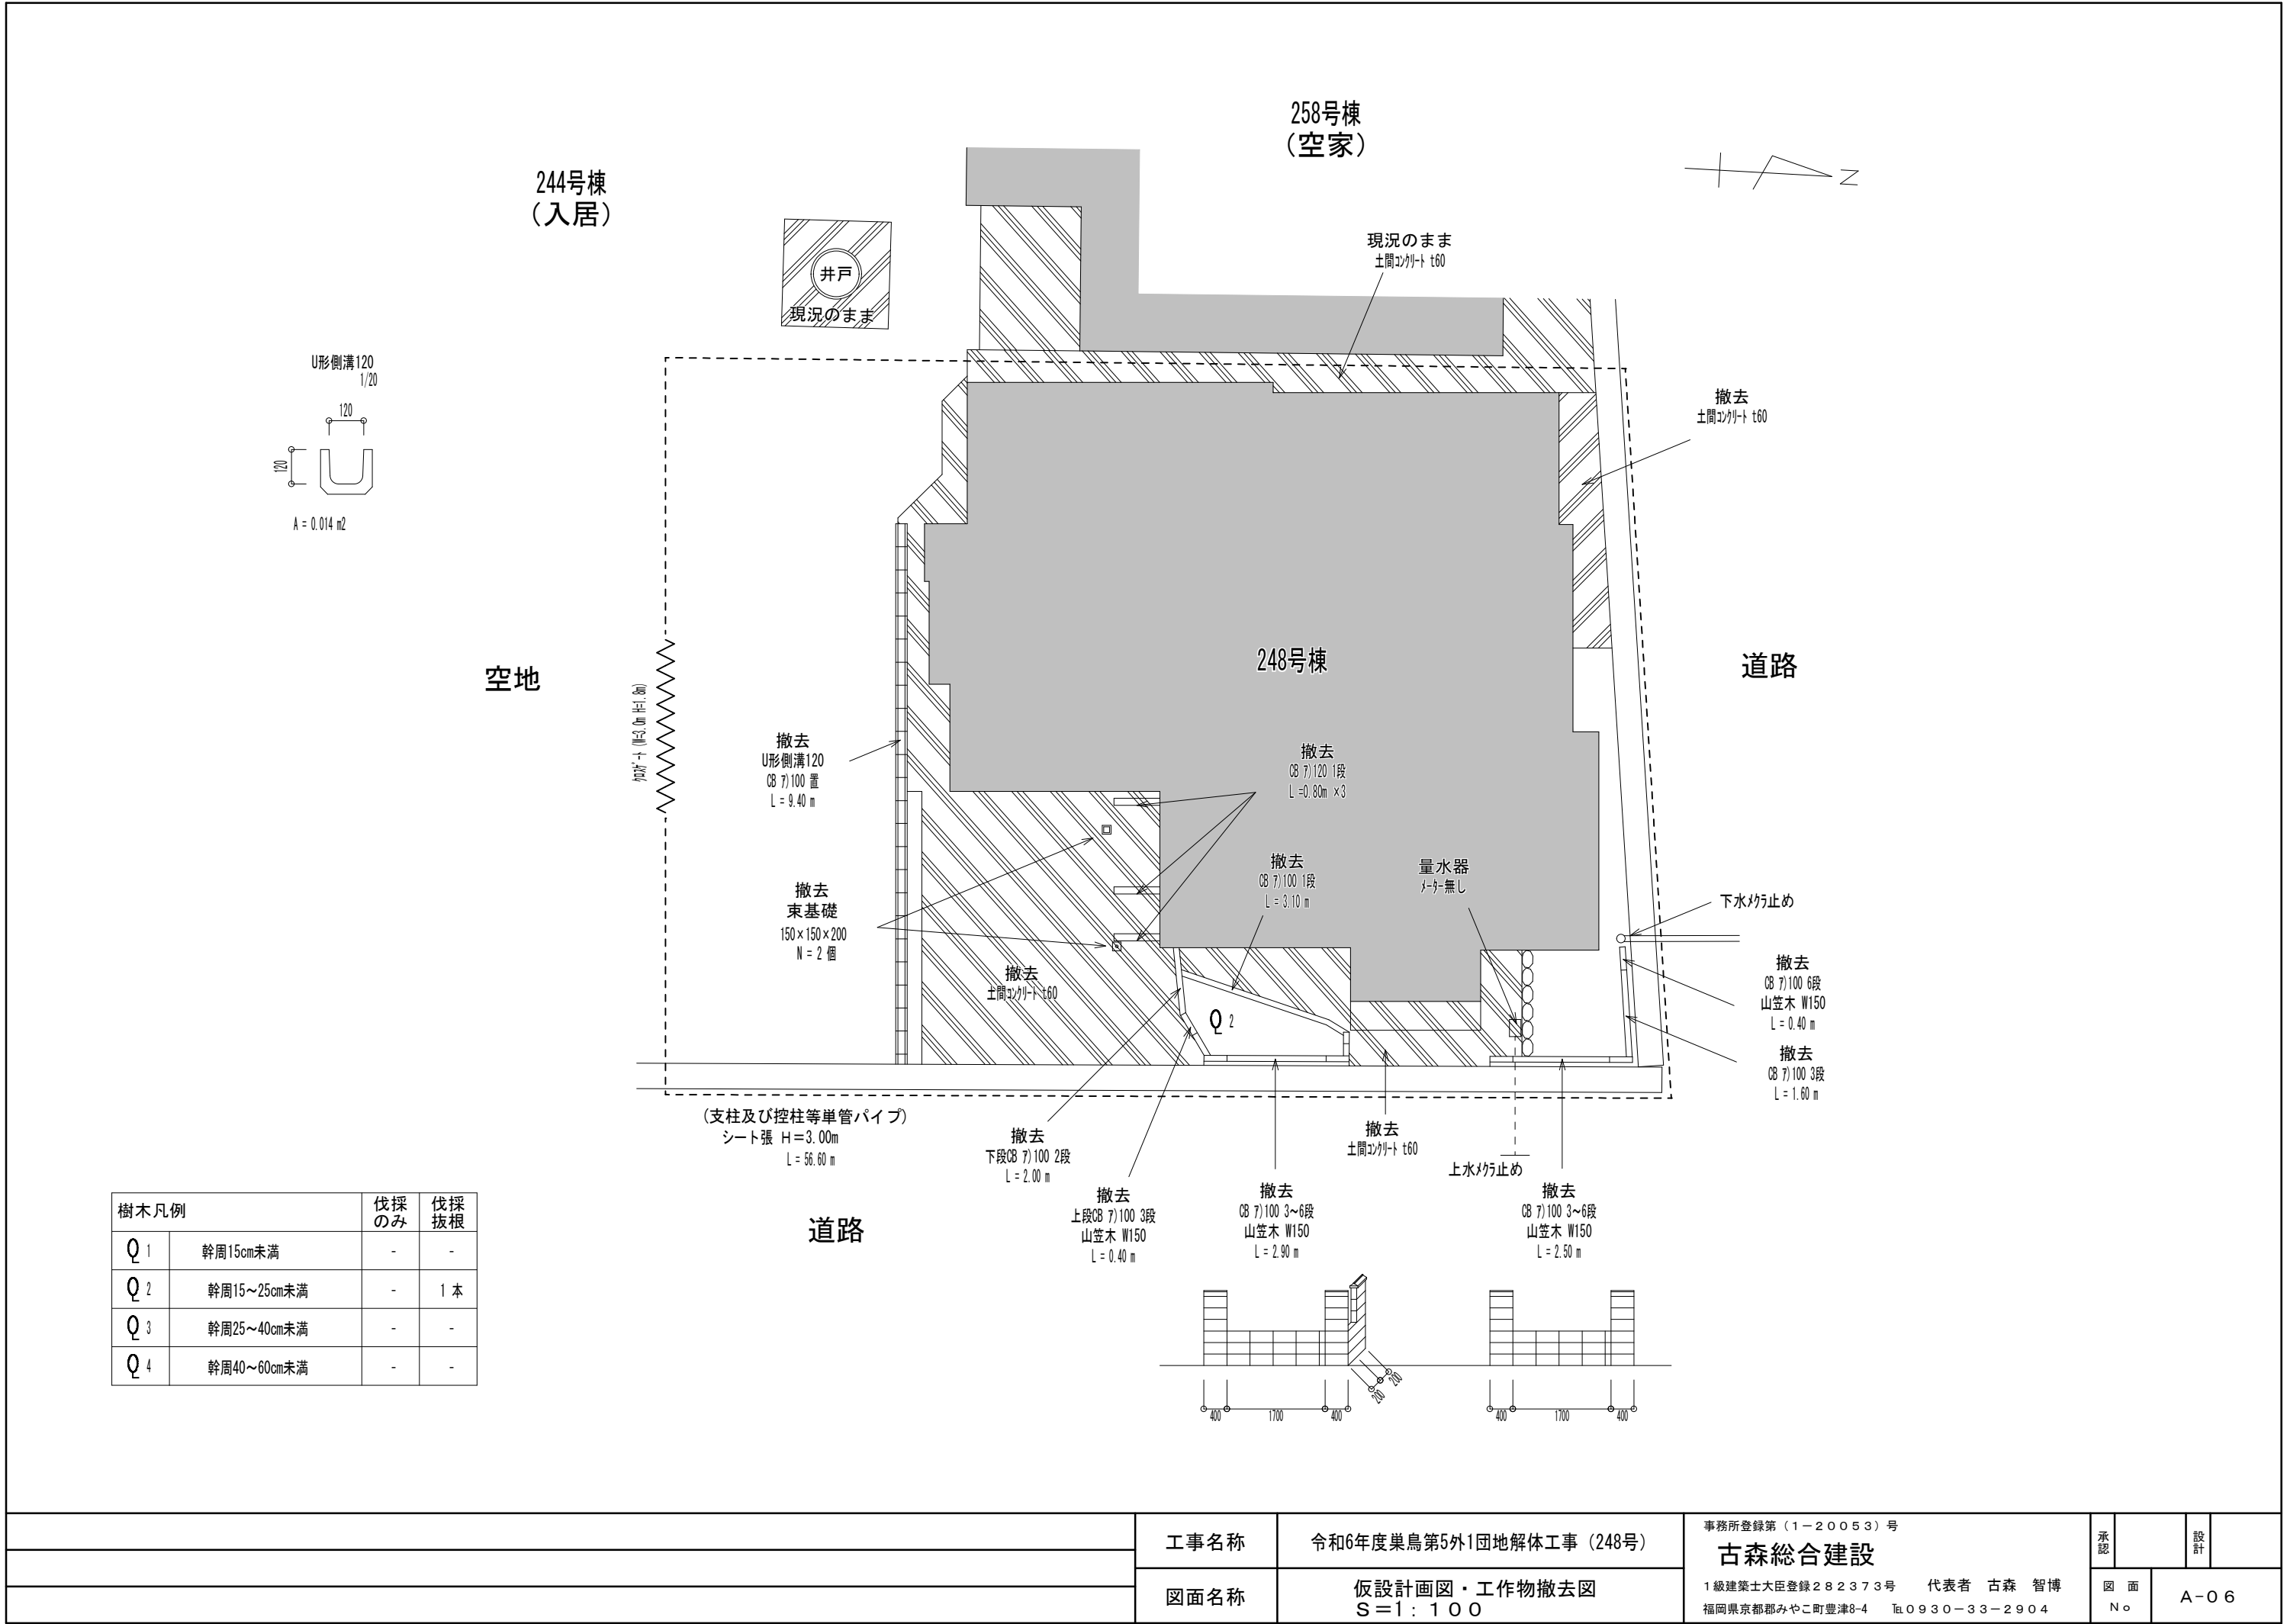 258号棟
（空家）
244号棟
（入居）
N
井戸
現況のまま
現況のまま
土間ｺﾝｸﾘｰﾄ t60
U形側溝120
1/20
120
120
A = 0.014 m2
撤去
土間ｺﾝｸﾘｰﾄ t60
空地
ｸﾛｽｹﾞｰﾄ (W=3.0m H=1.8m)
248号棟
道路
撤去
U形側溝120
CB ｱ)100 置
L = 9.40 m
撤去
CB ｱ)120 1段
L =0.80m ×3
撤去
CB ｱ)100 1段
L = 3.10 m
量水器
ﾒｰﾀｰ無し
撤去
束基礎
150×150×200
N = 2 個
下水ﾒｸﾗ止め
撤去
土間ｺﾝｸﾘｰﾄ t60
2
撤去
CB ｱ)100 6段
山笠木 W150
L = 0.40 m
撤去
CB ｱ)100 3段
L = 1.60 m
（支柱及び控柱等単管パイプ）
シート張 H＝3.00m
L = 56.60 m
撤去
下段CB ｱ)100 2段
L = 2.00 m
撤去
土間ｺﾝｸﾘｰﾄ t60
上水ﾒｸﾗ止め
撤去
上段CB ｱ)100 3段
山笠木 W150
L = 0.40 m
撤去
CB ｱ)100 3～6段
山笠木 W150
L = 2.90 m
撤去
CB ｱ)100 3～6段
山笠木 W150
L = 2.50 m
道路
樹木凡例 伐採のみ 伐採抜根
1 幹周15cm未満 - -
2 幹周15～25cm未満 - 1 本
3 幹周25～40cm未満 - -
4 幹周40～60cm未満 - -
400 1700 400 200 200
400 1700 400
工事名称 令和6年度巣鳥第5外1団地解体工事（248号）
図面名称 仮設計画図・工作物撤去図
S＝1：100
事務所登録第（１－２００５３）号
古森総合建設
１級建築士大臣登録２８２３７３号 代表者 古森 智博
福岡県京都郡みやこ町豊津8-4 ℡０９３０－３３－２９０４
承認
設計
図面
No
A-06